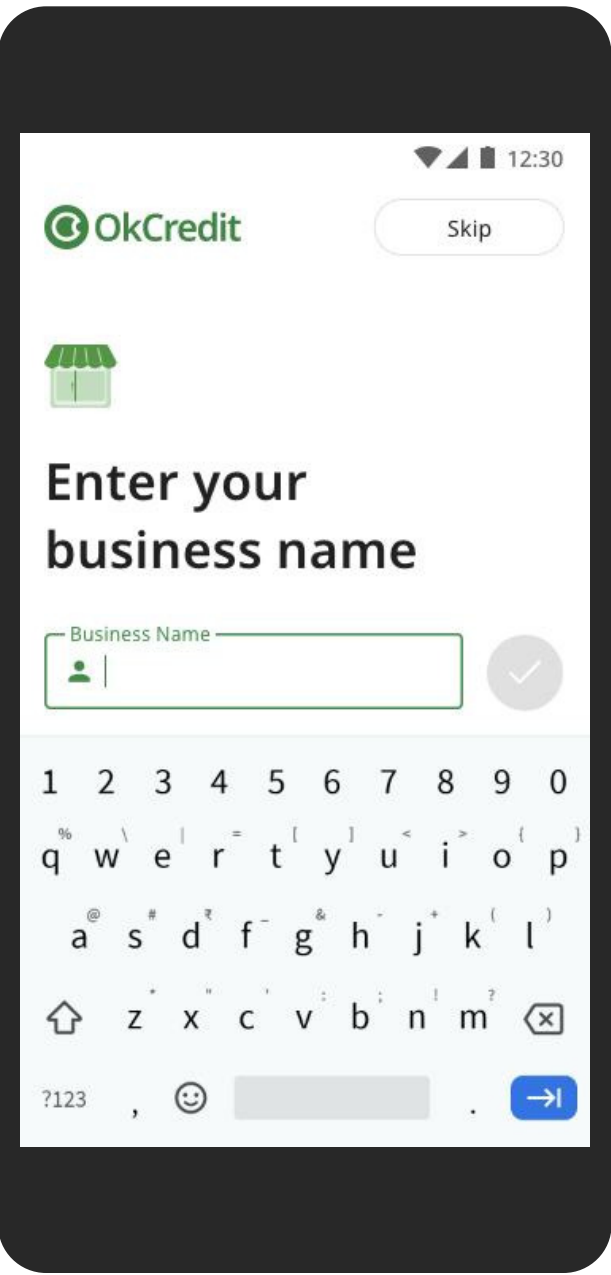 12:30
OkCredit
Skip
Enter your
business name
Business Name
1 2 3 4 5 6 7 8 9 0
% \ | = [ ] < > { }
q w e r t y u i o p
@ # ₹ _ & - + ( )
a s d f g h j k l
* " ' : ; ! ?
z x c v b n m
?123 , .